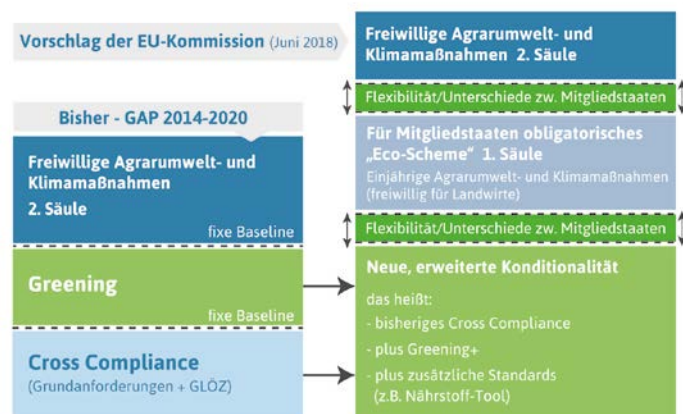 Vorschlag der EU-Kommission (Juni 2018)
Bisher - GAP 2014-2020
Freiwillige Agrarumwelt- und
Klimamaßnahmen
2. Säule
fixe Baseline
Greening
fixe Baseline
Cross Compliance
(Grundanforderungen + GLÖZ)
Freiwillige Agrarumwelt- und
Klimamaßnahmen 2. Säule
Flexibilität/Unterschiede zw. Mitgliedstaaten
Für Mitgliedstaaten obligatorisches
„Eco-Scheme“ 1. Säule
Einjährige Agrarumwelt- und Klimamaßnahmen
(freiwillig für Landwirte)
Flexibilität/Unterschiede zw. Mitgliedstaaten
Neue, erweiterte Konditionalität
das heißt:
- bisheriges Cross Compliance
- plus Greening+
- plus zusätzliche Standards
(z.B. Nährstoff-Tool)